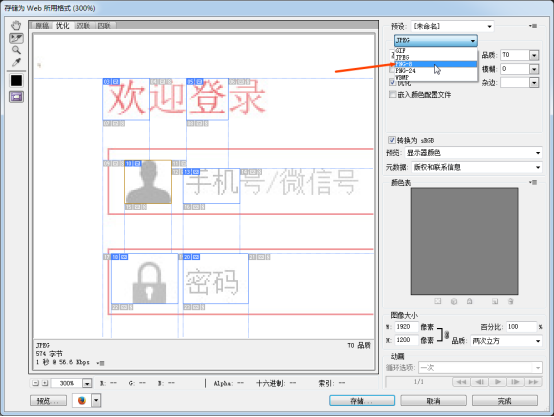 存储为 Web 所用格式 (300%)
原稿 优化 双联 四联
预设: [未命名]
JPEG
GIF
JPEG
PNG-8
PNG-24
WBMP
品质: 70
模糊: 0
优化
杂边:
嵌入颜色配置文件
欢迎登录
转换为 sRGB
预览: 显示器颜色
元数据: 版权和联系信息
颜色表
手机号/微信号
密码
图像大小
W: 1920 像素
百分比: 100 %
H: 1200 像素
品质: 两次立方
动画
循环选项: 一次
1/1
JPEG
70 品质
574 字节
1 秒 @ 56.6 Kbps
300%
R: -- G: -- B: -- Alpha: -- 十六进制: -- 索引: --
预览...
存储...
取消
完成